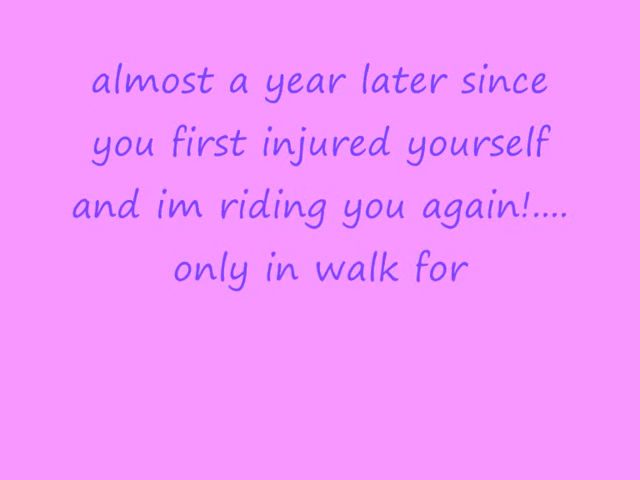 almost a year later since
you first injured yourself
and im riding you again!....
only in walk for